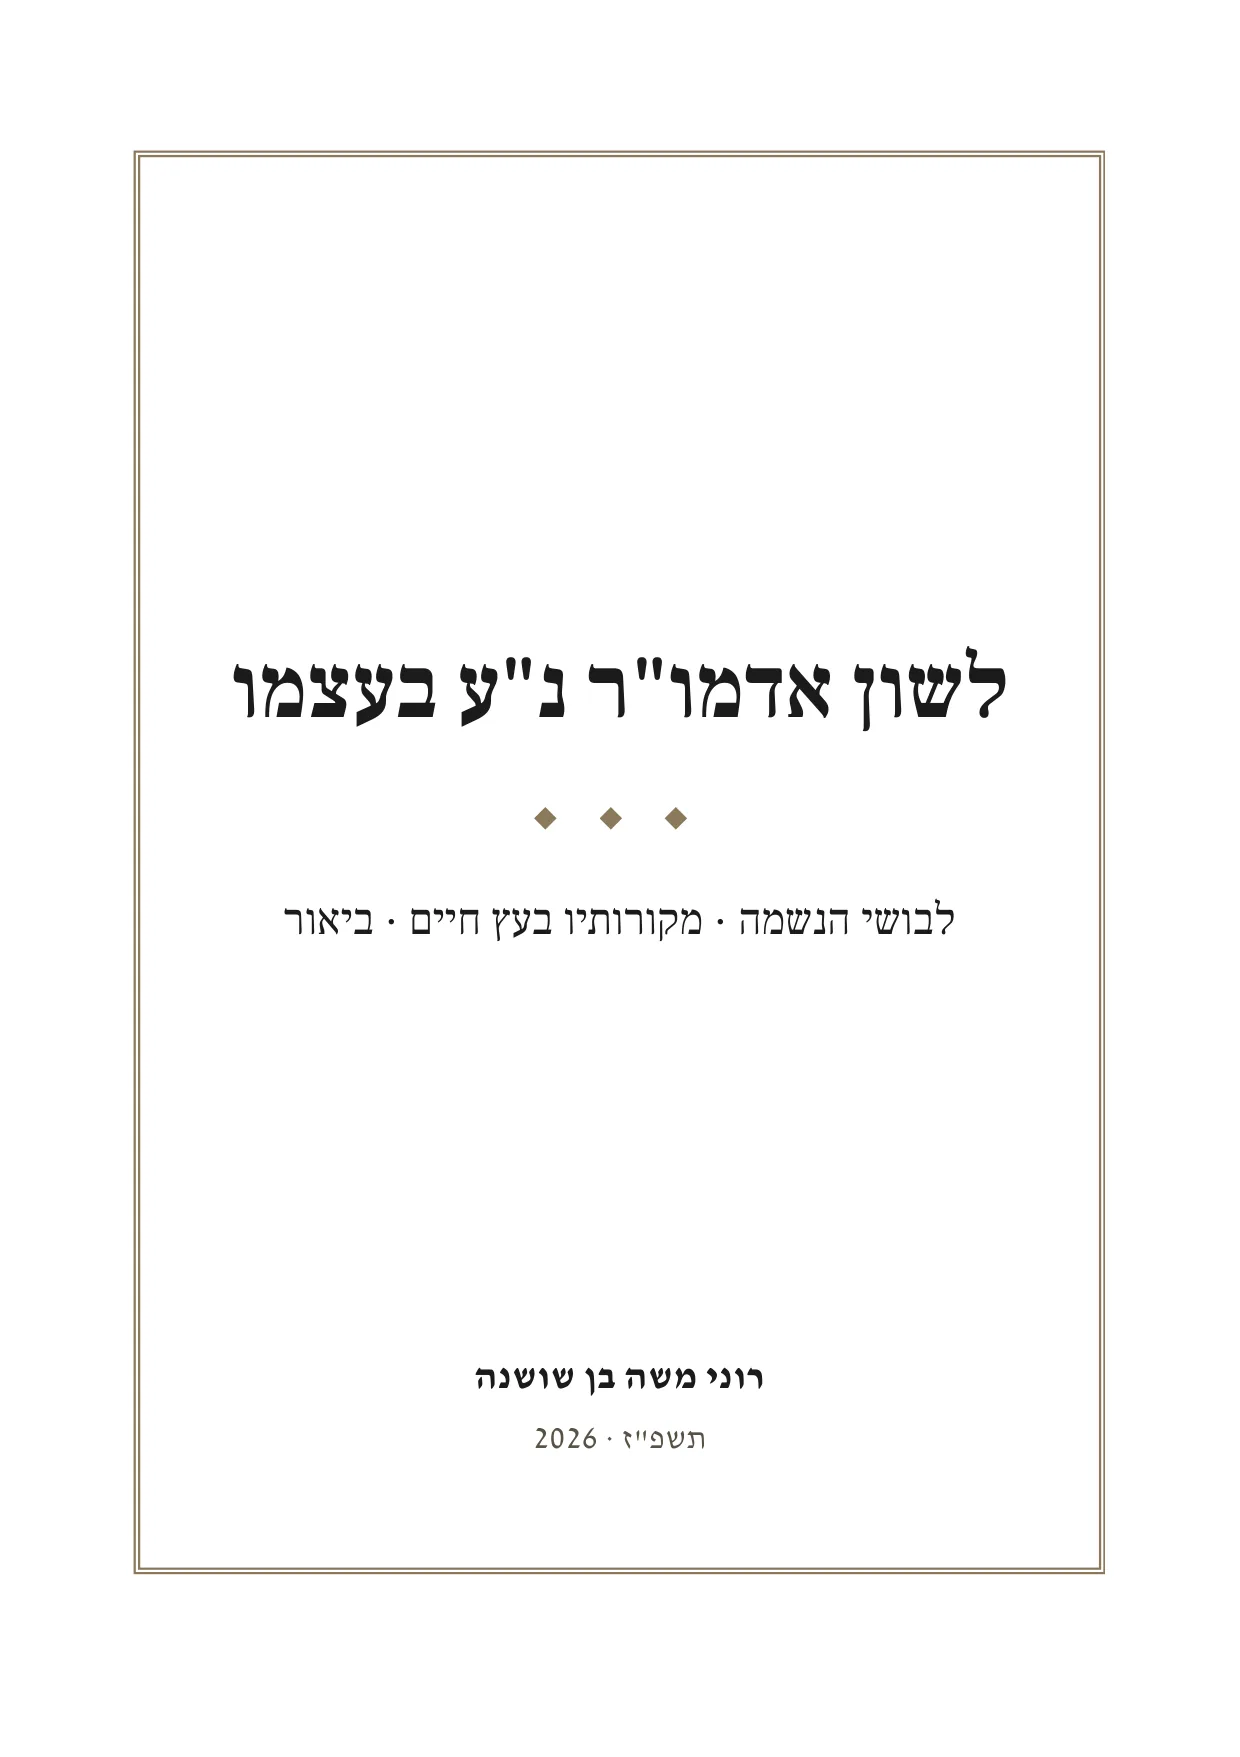 לשון אדמו"ר נ"ע בעצמו
◆ ◆ ◆
לבושי הנשמה · מקורותיו בעץ חיים · ביאור
רוני משה בן שושנה
תשפ״ז · 2026